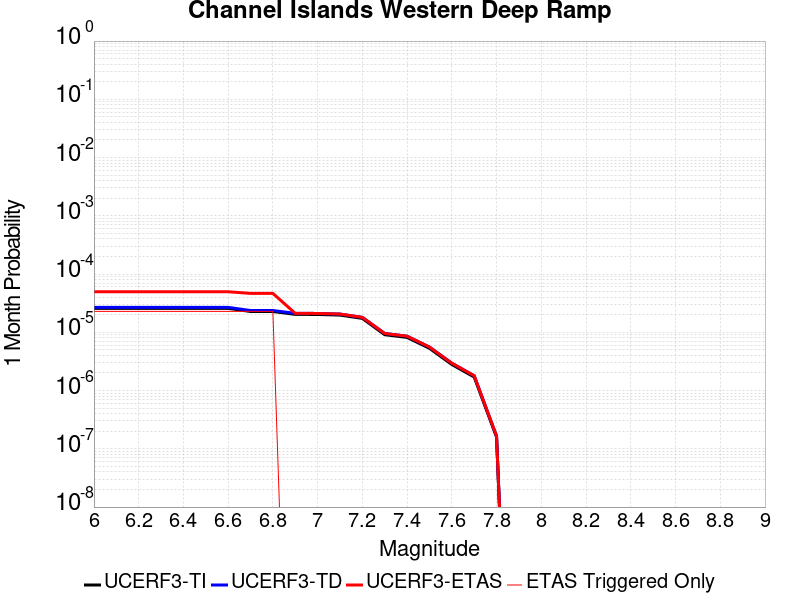 Channel Islands Western Deep Ramp
10^0
10^-1
10^-2
10^-3
10^-4
10^-5
10^-6
10^-7
10^-8
1 Month Probability
6 6.2 6.4 6.6 6.8 7 7.2 7.4 7.6 7.8 8 8.2 8.4 8.6 8.8 9
Magnitude
UCERF3-TI UCERF3-TD UCERF3-ETAS ETAS Triggered Only